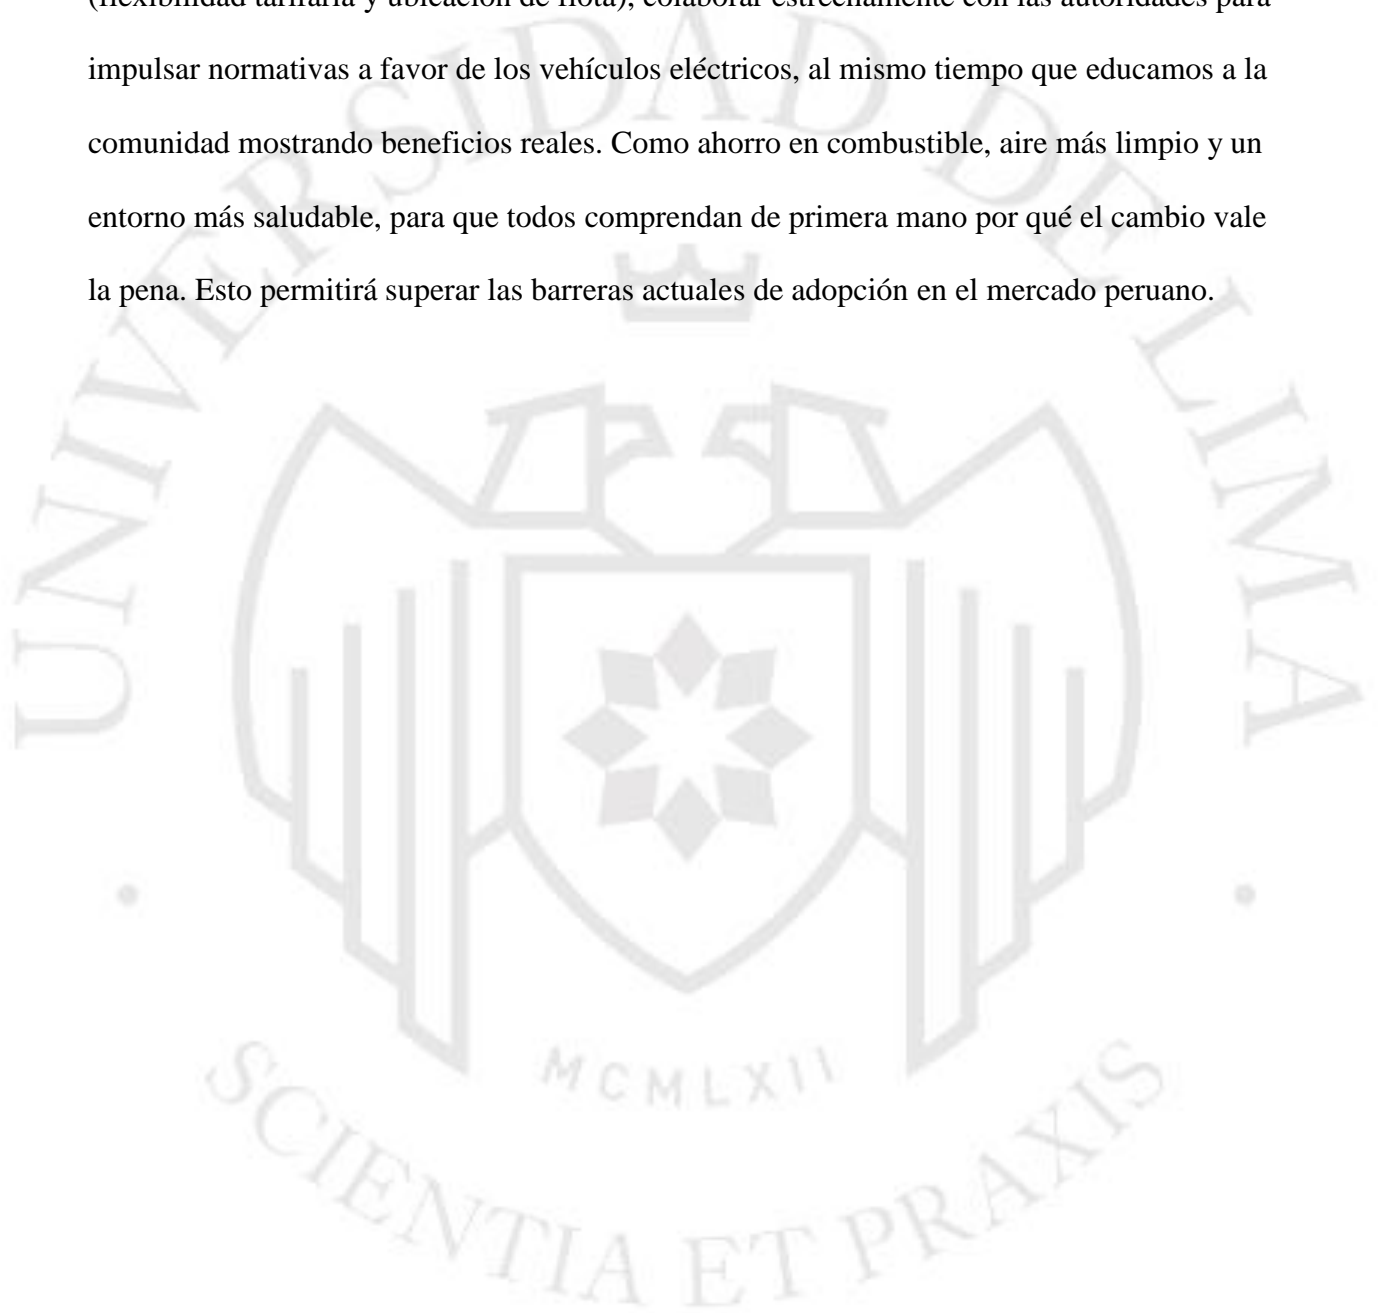 (flexibilidad tarifaria y ubicación de flota), colaborar estrechamente con las autoridades para
impulsar normativas a favor de los vehículos eléctricos, al mismo tiempo que educamos a la
comunidad mostrando beneficios reales. Como ahorro en combustible, aire más limpio y un
entorno más saludable, para que todos comprendan de primera mano por qué el cambio vale
la pena. Esto permitirá superar las barreras actuales de adopción en el mercado peruano.
UNIVERSIDAD DE LIMA
MCMLXII
SCIENTIA ET PRAXIS